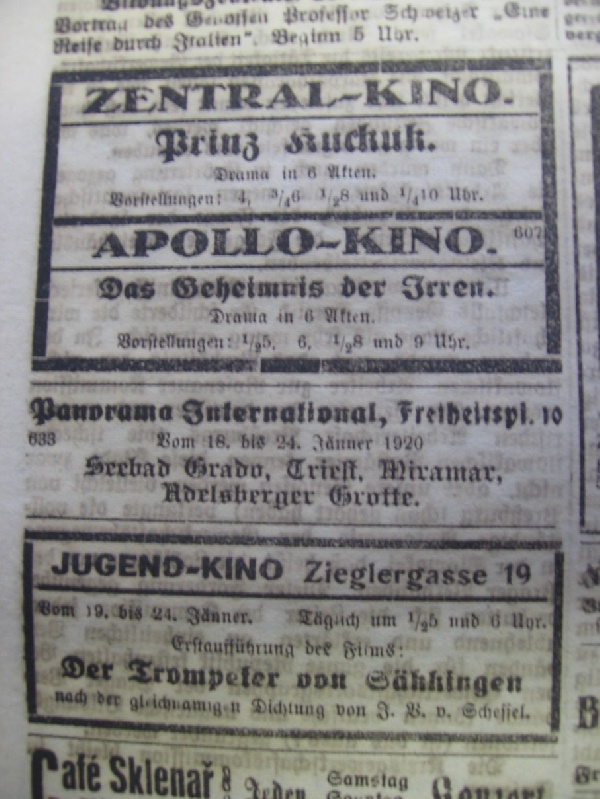 Vortrag des Genossen Professor Schweizer „Eine
Reise durch Italien“. Beginn 5 Uhr.
ZENTRAL-KINO.
Prinz Kuckuk.
Drama in 6 Akten.
Vorstellungen: 4, 3/46 1/28 und 1/410 Uhr.
APOLLO-KINO. 607
Das Geheimnis der Irren.
Drama in 6 Akten.
Vorstellungen: 1/25, 6, 1/28 und 9 Uhr.
Panorama International, Freiheitspl. 10
633 Vom 18. bis 24. Jänner 1920
Seebad Grado, Triest, Miramar,
Adelsberger Grotte.
JUGEND-KINO Zieglergasse 19
Vom 19. bis 24. Jänner. Täglich um 1/25 und 6 Uhr.
Erstaufführung des Films:
Der Trompeter von Säkkingen
nach der gleichnamigen Dichtung von J. V. v. Scheffel.
Café Sklenař Jeden Samstag
Sonntag Konzert